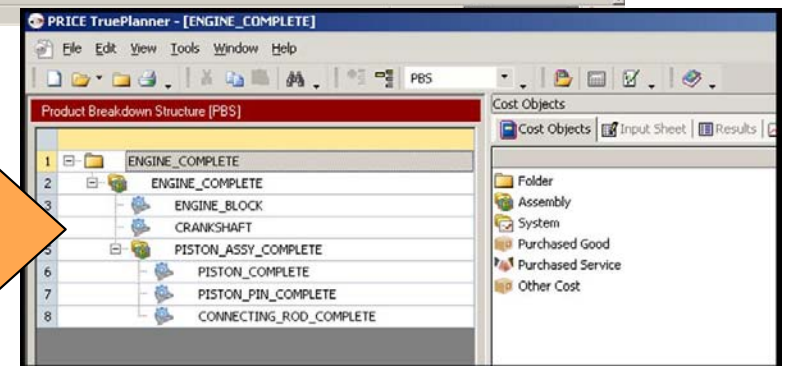 PRICE TruePlanner - [ENGINE_COMPLETE]
File Edit View Tools Window Help
PBS
Product Breakdown Structure [PBS]
1 ENGINE_COMPLETE
2 ENGINE_COMPLETE
3 ENGINE_BLOCK
CRANKSHAFT
5 PISTON_ASSY_COMPLETE
6 PISTON_COMPLETE
7 PISTON_PIN_COMPLETE
8 CONNECTING_ROD_COMPLETE
Cost Objects
Cost Objects Input Sheet Results
Folder
Assembly
System
Purchased Good
Purchased Service
Other Cost